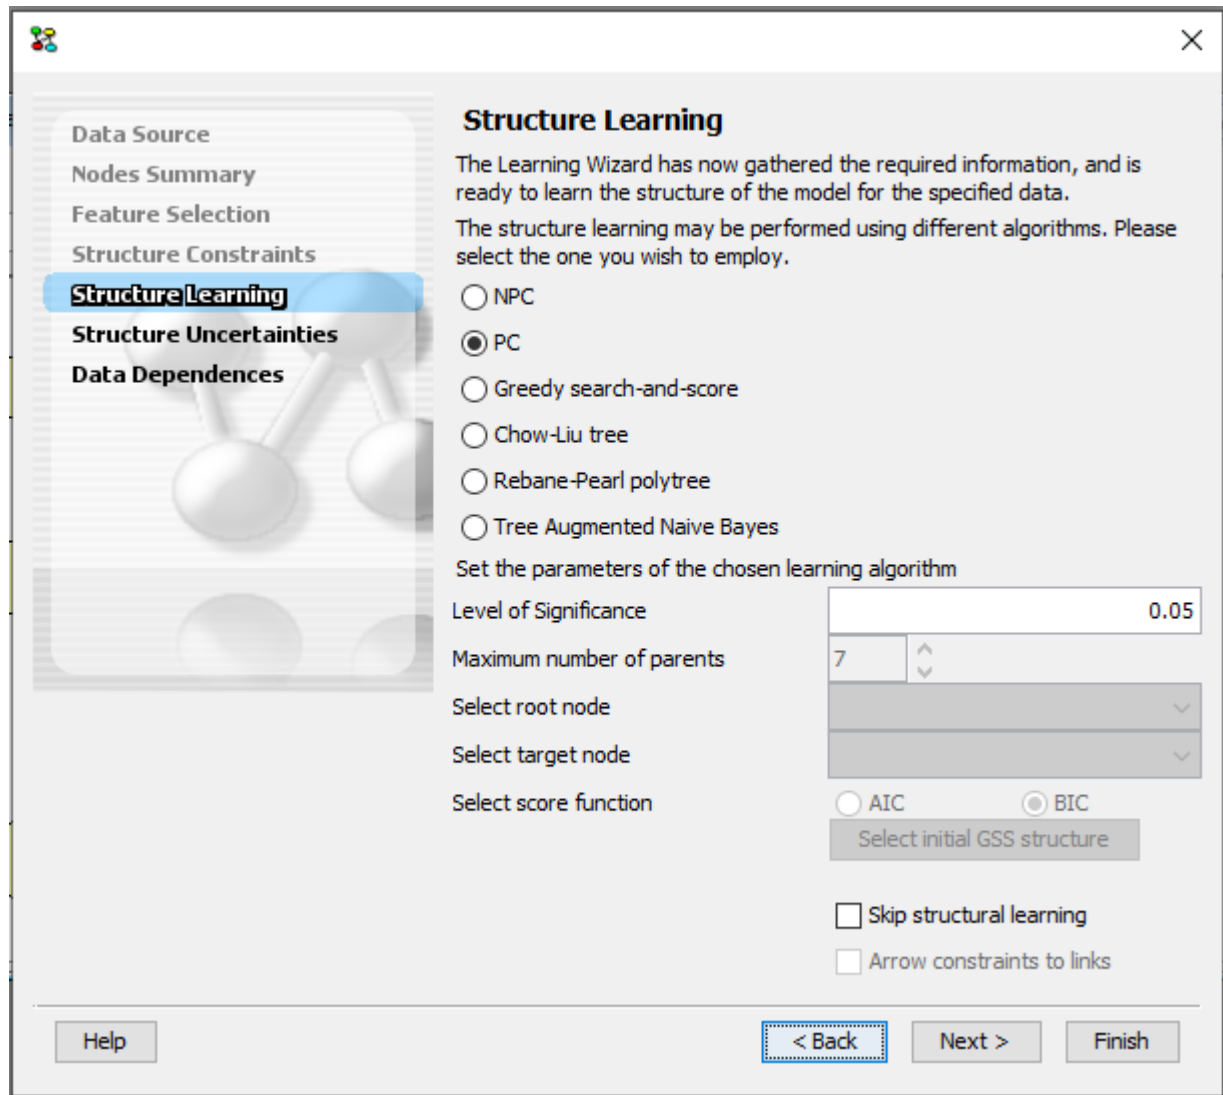 Data Source
Nodes Summary
Feature Selection
Structure Constraints
Structure Learning
Structure Uncertainties
Data Dependences
Structure Learning
The Learning Wizard has now gathered the required information, and is
ready to learn the structure of the model for the specified data.
The structure learning may be performed using different algorithms. Please
select the one you wish to employ.
NPC
PC
Greedy search-and-score
Chow-Liu tree
Rebane-Pearl polytree
Tree Augmented Naive Bayes
Set the parameters of the chosen learning algorithm
Level of Significance 0.05
Maximum number of parents 7
Select root node
Select target node
Select score function AIC BIC
Select initial GSS structure
Skip structural learning
Arrow constraints to links
Help < Back Next > Finish